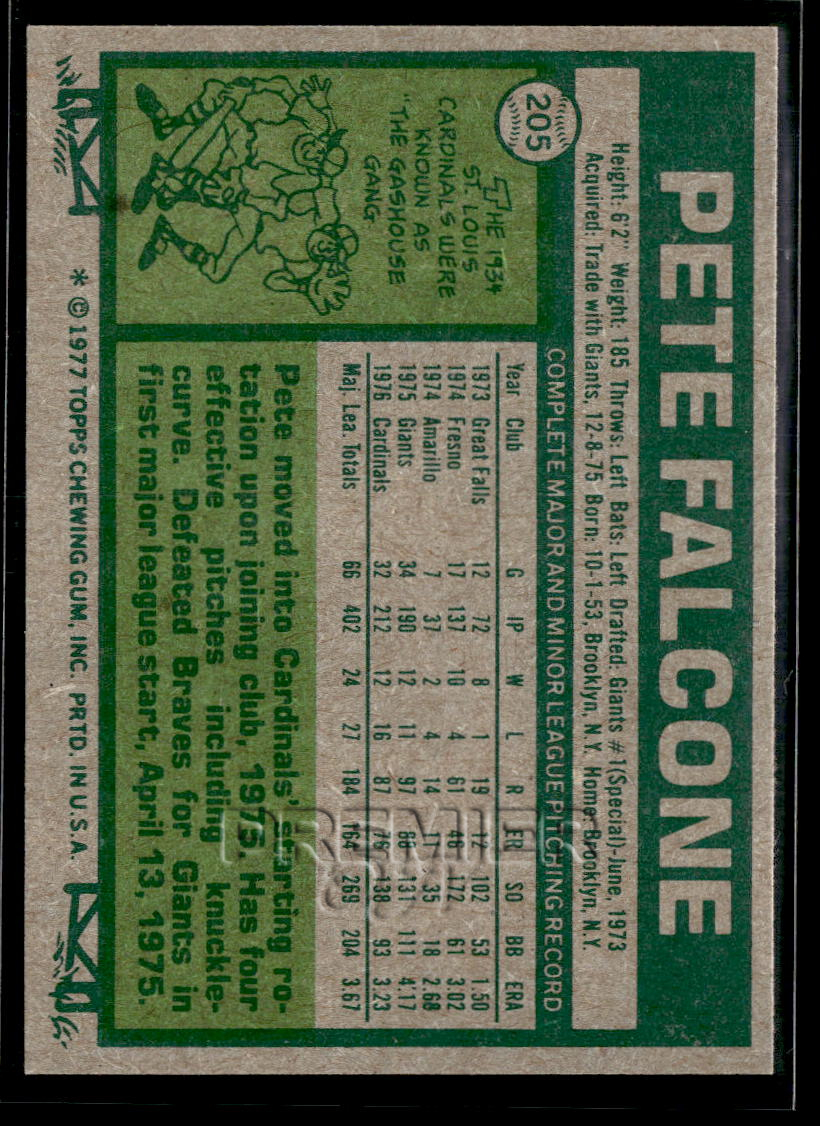 205
PETE FALCONE
Height: 6'2" Weight: 185 Throws: Left Bats: Left Drafted: Giants #1(Special)-June, 1973
Acquired: Trade with Giants, 12-8-75 Born: 10-1-53, Brooklyn, N.Y. Home: Brooklyn, N.Y.
COMPLETE MAJOR AND MINOR LEAGUE PITCHING RECORD
Year Club G IP W L R ER SO BB ERA
1973 Great Falls 12 72 8 1 19 12 102 53 1.50
1974 Fresno 17 137 10 4 61 46 172 61 3.02
1974 Amarillo 7 37 2 4 14 11 35 18 2.68
1975 Giants 34 190 12 11 97 88 131 111 4.17
1976 Cardinals 32 212 12 16 87 76 138 93 3.23
Maj. Lea. Totals 66 402 24 27 184 164 269 204 3.67
THE 1934
ST. LOUIS
CARDINALS WERE
KNOWN AS
"THE GASHOUSE
GANG
Pete moved into Cardinals' starting ro-
tation upon joining club, 1976. Has four
effective pitches including knuckle-
curve. Defeated Braves for Giants in
first major league start, April 13, 1975.
* © 1977 TOPPS CHEWING GUM, INC. PRTD. IN U.S.A.
PREMIER